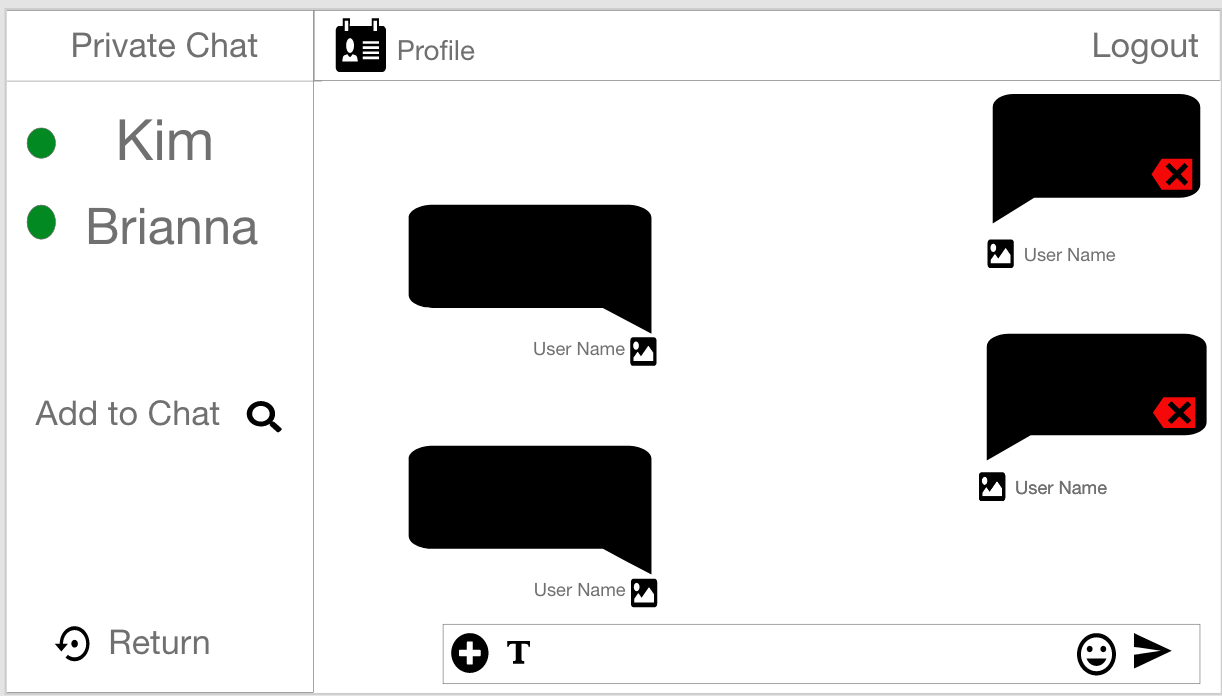 Private Chat
Profile
Logout
Kim
Brianna
User Name
User Name
Add to Chat
User Name
User Name
Return
T